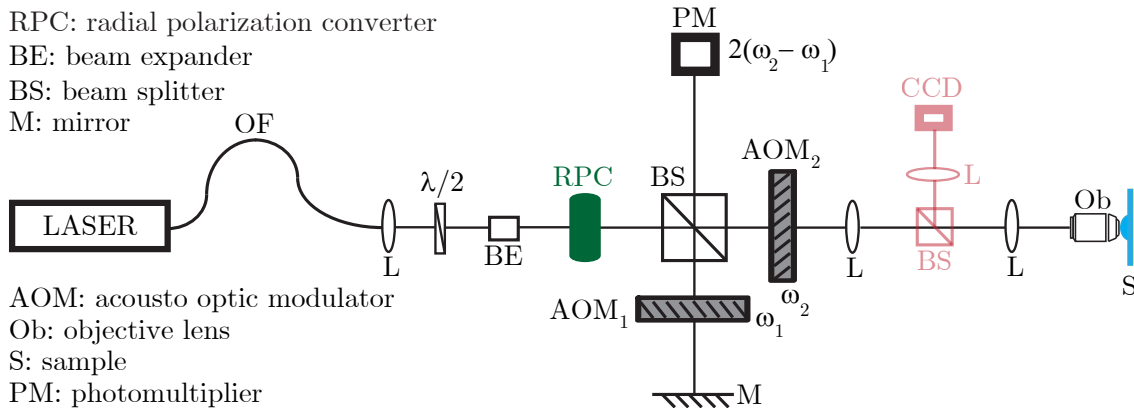 RPC: radial polarization converter
BE: beam expander
BS: beam splitter
M: mirror
PM
2(ω₂ − ω₁)
CCD
L
OF
λ/2
RPC
BS
AOM₂
Ob
LASER
L
BE
ω₂
L
BS
L
S
AOM₁
ω₁
M
AOM: acousto optic modulator
Ob: objective lens
S: sample
PM: photomultiplier